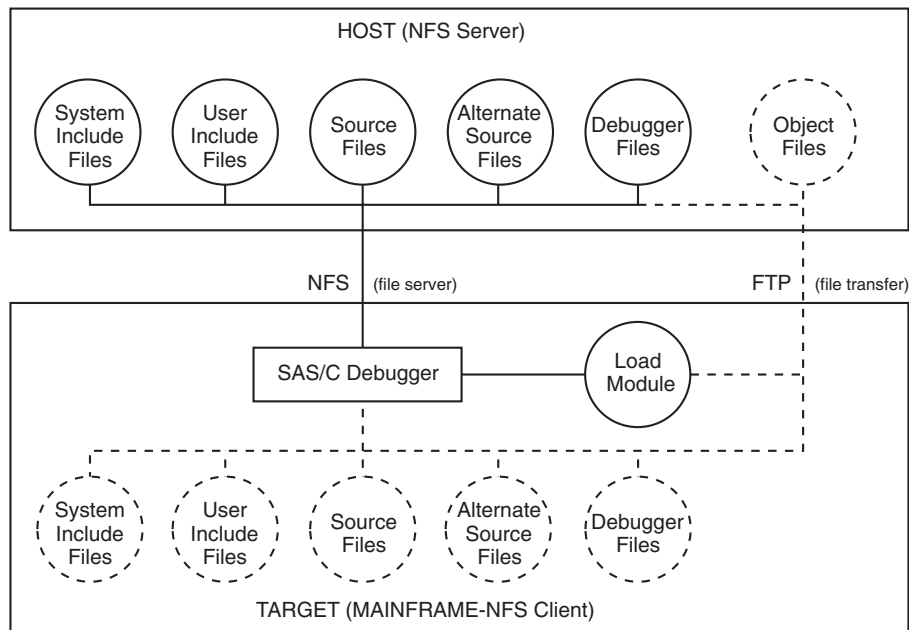 HOST (NFS Server)
System
Include
Files
User
Include
Files
Source
Files
Alternate
Source
Files
Debugger
Files
Object
Files
NFS (file server)
FTP (file transfer)
SAS/C Debugger
Load
Module
System
Include
Files
User
Include
Files
Source
Files
Alternate
Source
Files
Debugger
Files
TARGET (MAINFRAME-NFS Client)